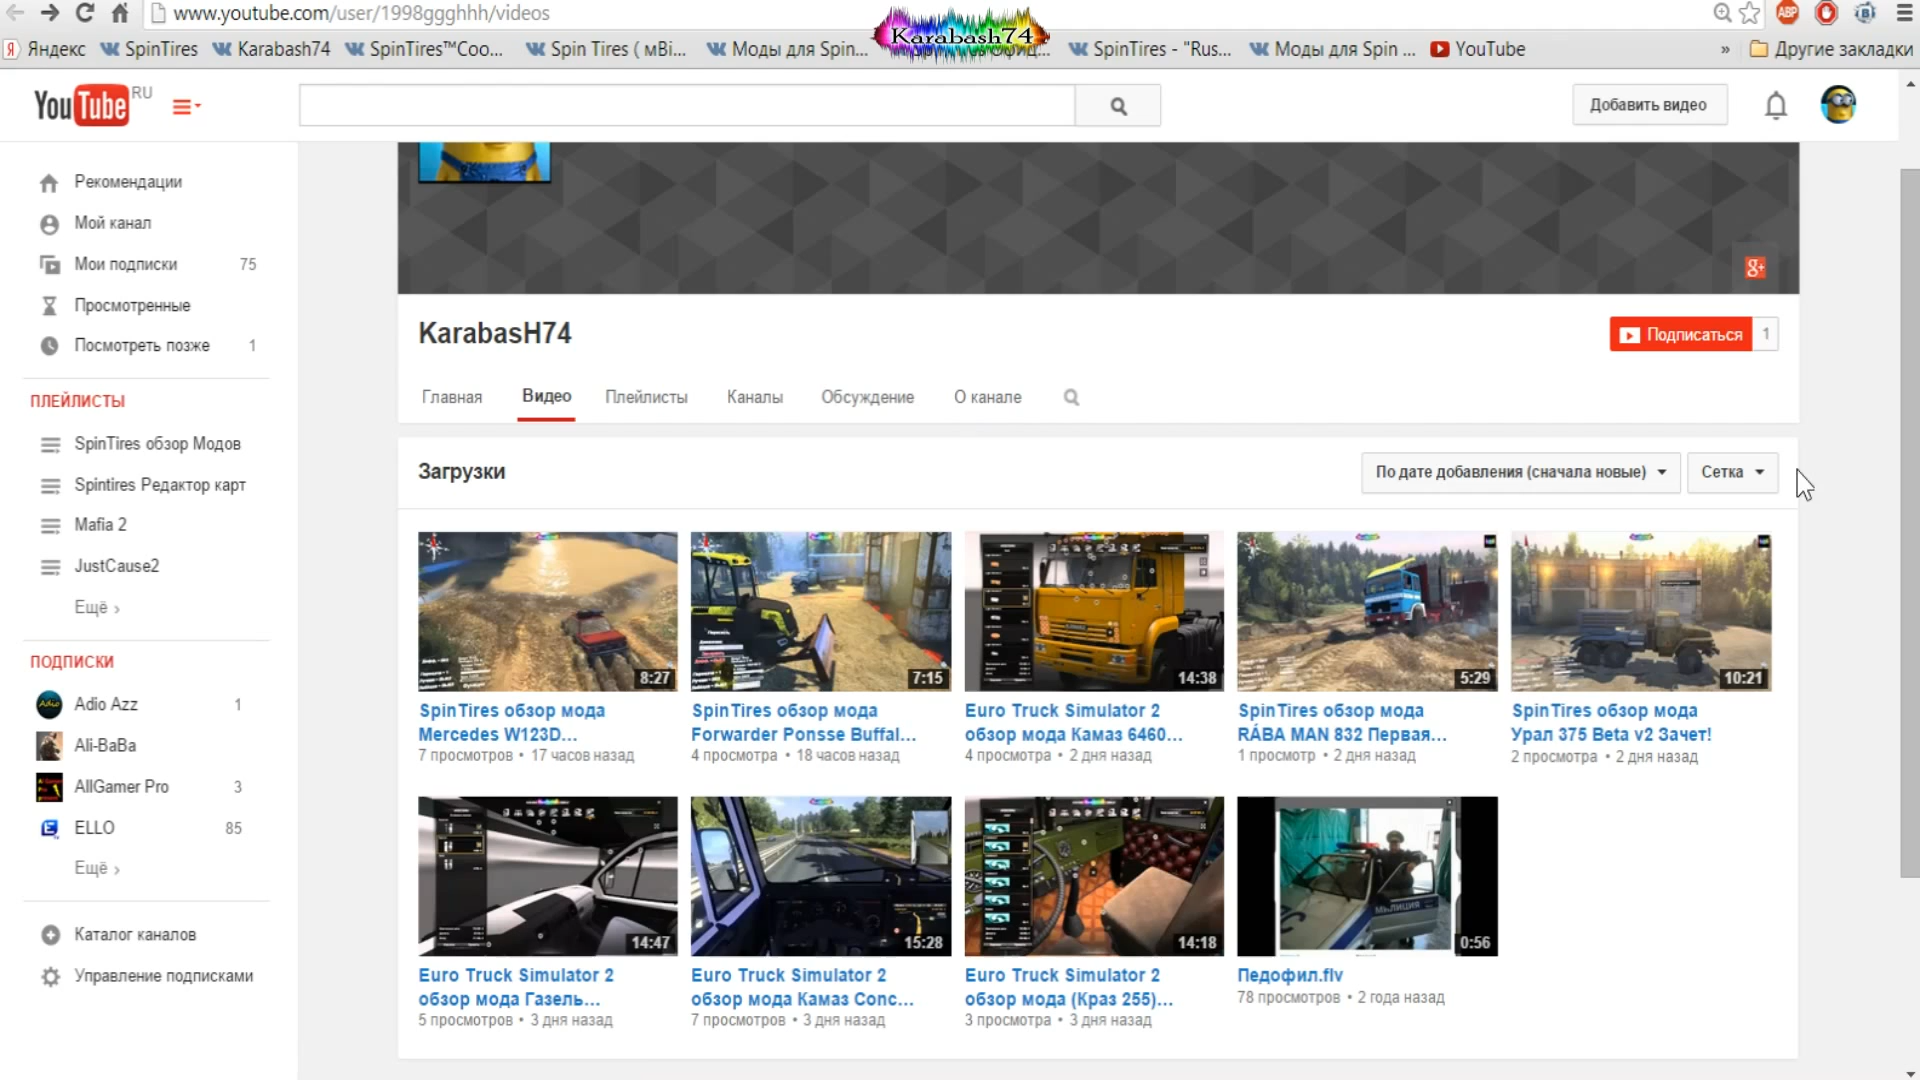 www.youtube.com/user/1998ggghhh/videos
ABP
Karabash74
Яндекс
SpinTires
Karabash74
SpinTires™Coo...
Spin Tires ( мВі...
Моды для Spin...
SpinTires - "Rus...
Моды для Spin ...
YouTube
»
Другие закладки
YouTube RU
Добавить видео
Рекомендации
Мой канал
Мои подписки 75
Просмотренные
Посмотреть позже 1
ПЛЕЙЛИСТЫ
SpinTires обзор Модов
Spintires Редактор карт
Mafia 2
JustCause2
Ещё ›
ПОДПИСКИ
Adio Azz 1
Ali-BaBa
AllGamer Pro 3
ELLO 85
Ещё ›
Каталог каналов
Управление подписками
g+
KarabasH74
Подписаться 1
Главная
Видео
Плейлисты
Каналы
Обсуждение
О канале
Загрузки
По дате добавления (сначала новые)
Сетка
8:27
SpinTires обзор мода
Mercedes W123D...
7 просмотров • 17 часов назад
7:15
SpinTires обзор мода
Forwarder Ponsse Buffal...
4 просмотра • 18 часов назад
14:38
Euro Truck Simulator 2
обзор мода Камаз 6460...
4 просмотра • 2 дня назад
5:29
SpinTires обзор мода
RÁBA MAN 832 Первая...
1 просмотр • 2 дня назад
10:21
SpinTires обзор мода
Урал 375 Beta v2 Зачет!
2 просмотра • 2 дня назад
14:47
Euro Truck Simulator 2
обзор мода Газель...
5 просмотров • 3 дня назад
15:28
Euro Truck Simulator 2
обзор мода Камаз Conc...
7 просмотров • 3 дня назад
14:18
Euro Truck Simulator 2
обзор мода (Краз 255)...
3 просмотра • 3 дня назад
МИЛИЦИЯ
0:56
Педофил.flv
78 просмотров • 2 года назад